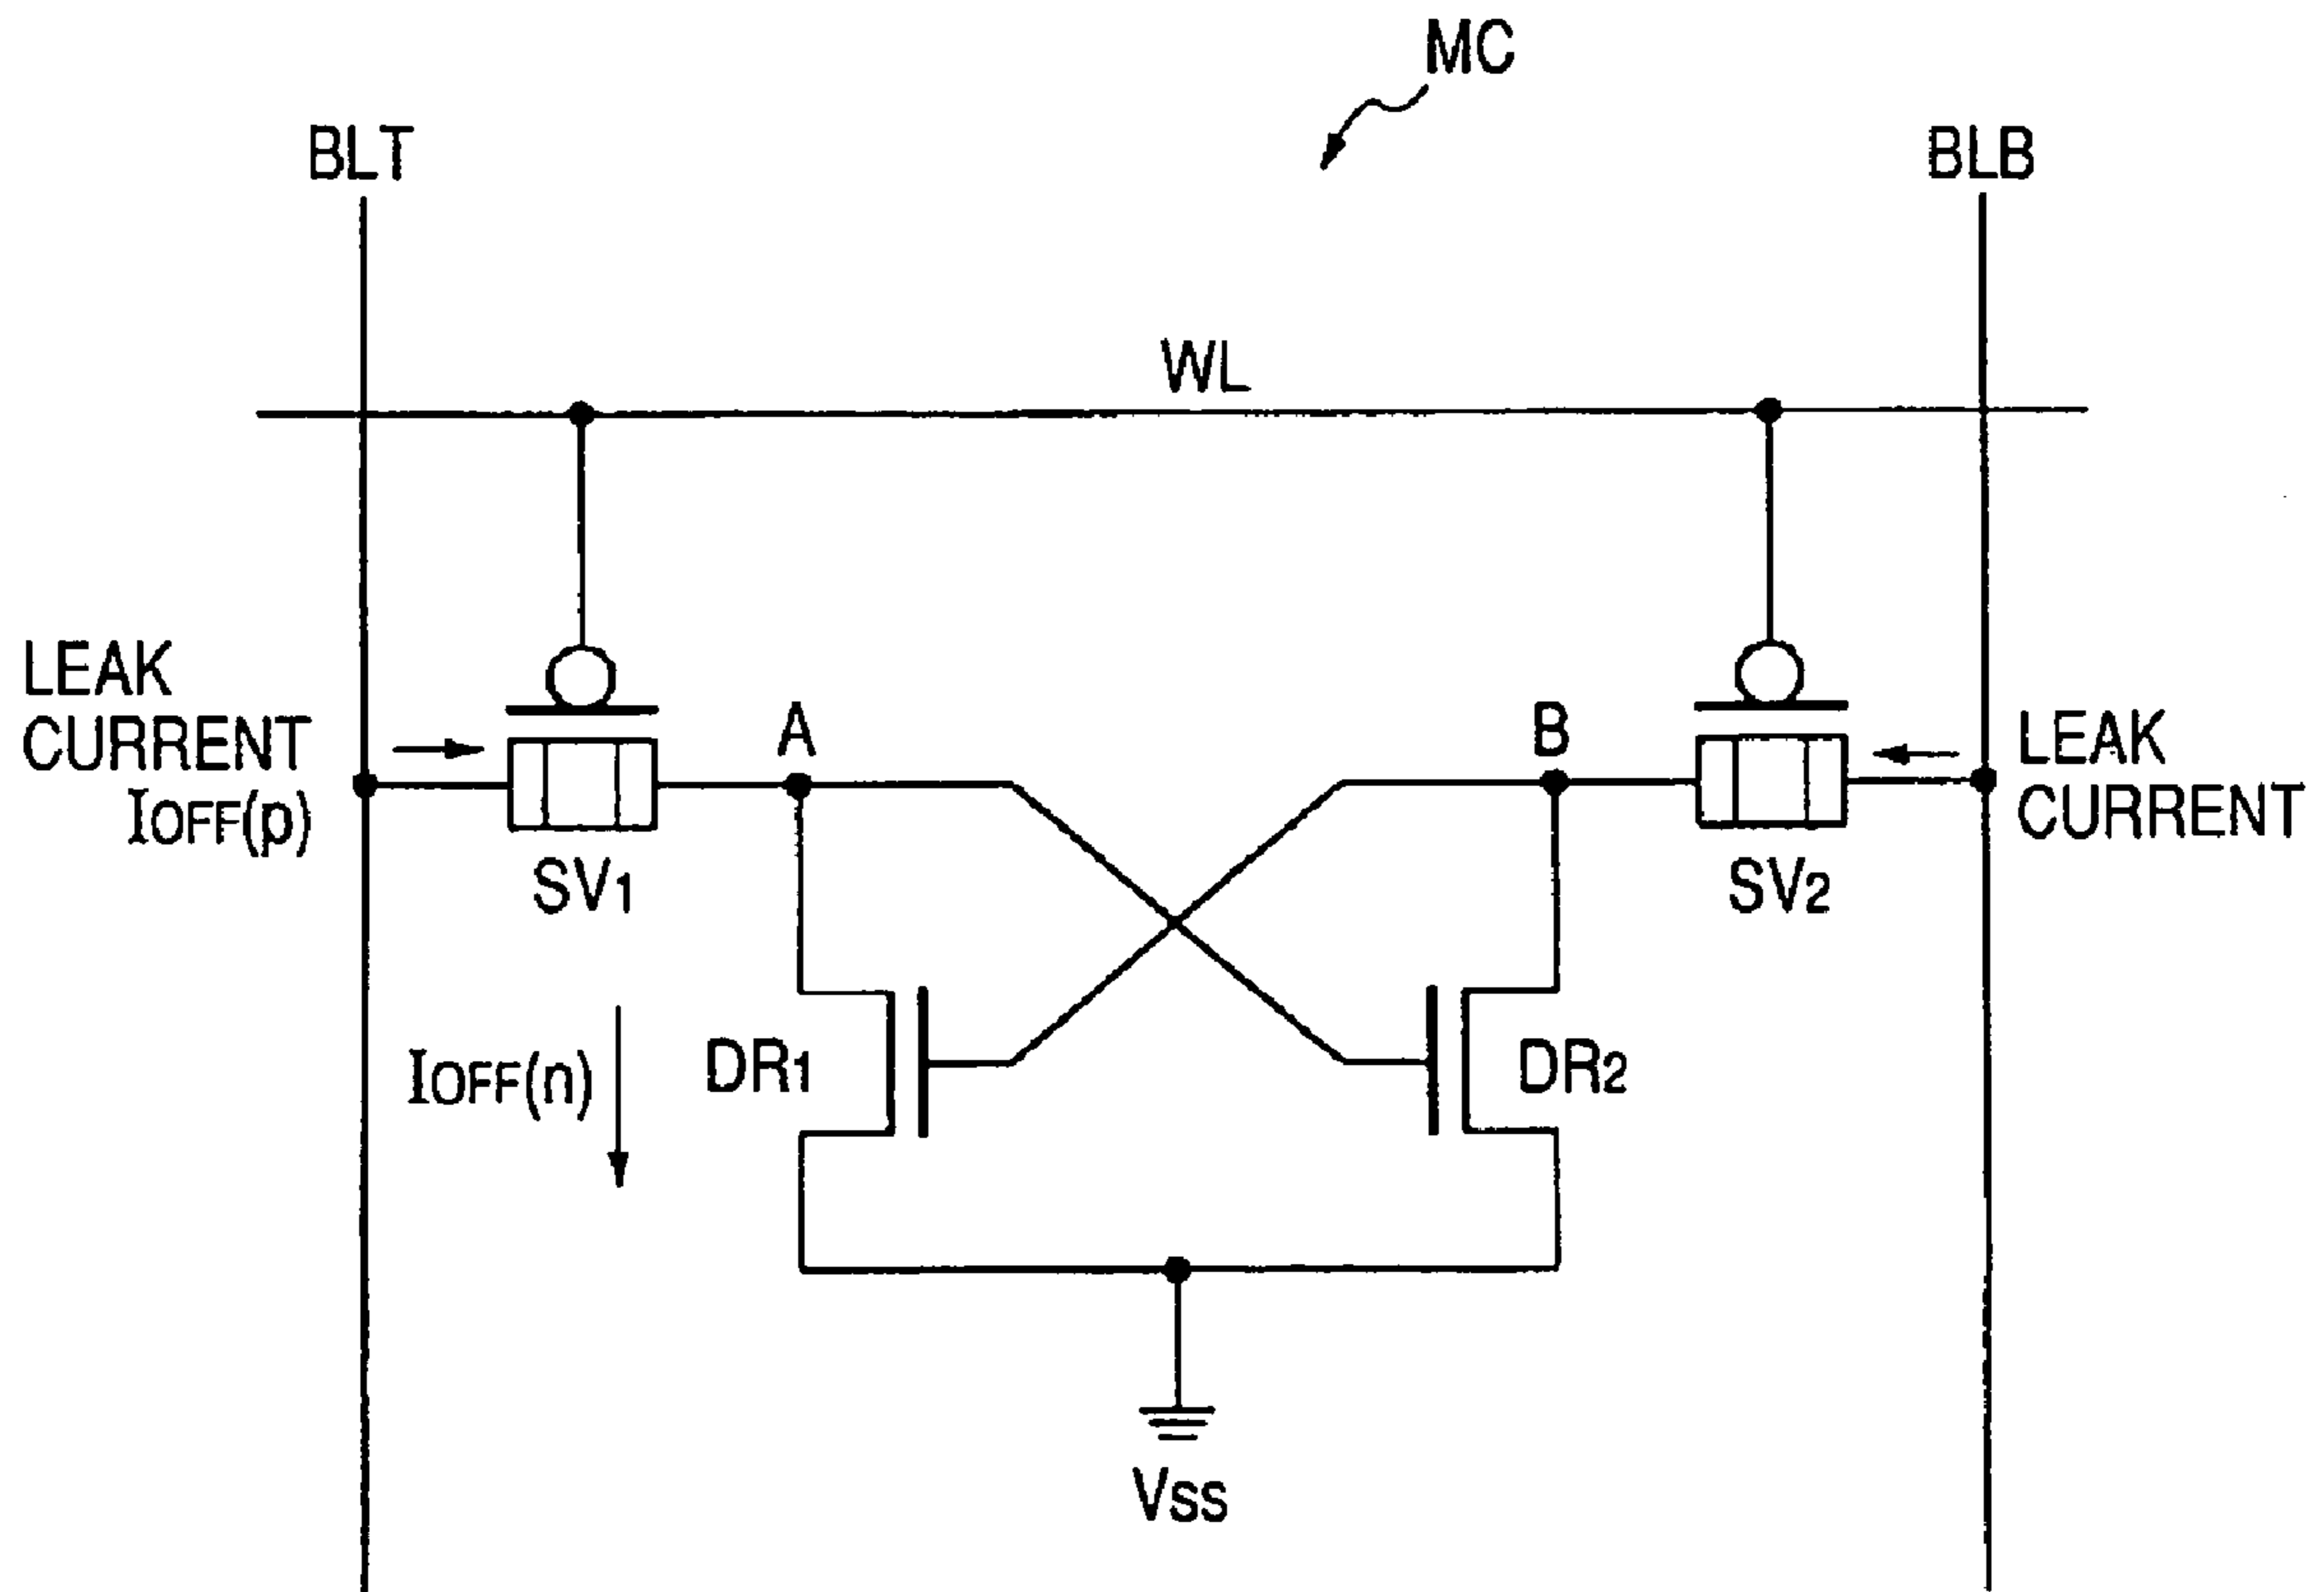 MC
BLT
BLB
WL
LEAK
CURRENT
IOFF(p)
A
B
LEAK
CURRENT
SV1
SV2
IOFF(n)
DR1
DR2
Vss